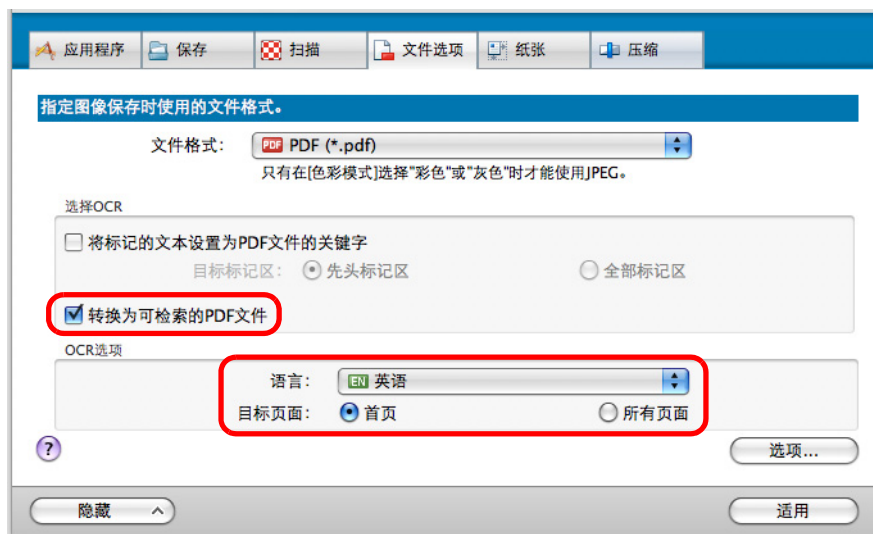 应用程序 保存 扫描 文件选项 纸张 压缩
指定图像保存时使用的文件格式。
文件格式: PDF PDF (*.pdf)
只有在[色彩模式]选择"彩色"或"灰色"时才能使用JPEG。
选择OCR
将标记的文本设置为PDF文件的关键字
目标标记区: 先头标记区 全部标记区
转换为可检索的PDF文件
OCR选项
语言: EN 英语
目标页面: 首页 所有页面
? 选项...
隐藏 适用